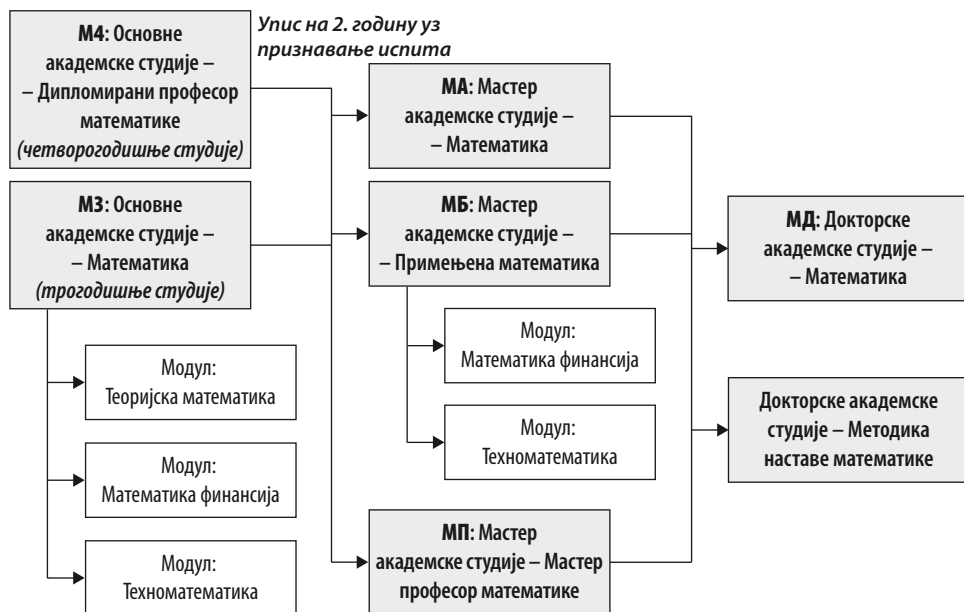 М4: Основне
академске студије –
– Дипломирани професор
математике
(четворогодишње студије)
Упис на 2. годину уз
признавање испита
МА: Мастер
академске студије –
– Математика
М3: Основне
академске студије –
– Математика
(трогодишње студије)
МБ: Мастер
академске студије –
– Примењена математика
МД: Докторске
академске студије –
– Математика
Модул:
Теоријска математика
Модул:
Математика финансија
Модул:
Математика финансија
Модул:
Техноматематика
Докторске академске
студије – Методика
наставе математике
Модул:
Техноматематика
МП: Мастер
академске студије – Мастер
професор математике